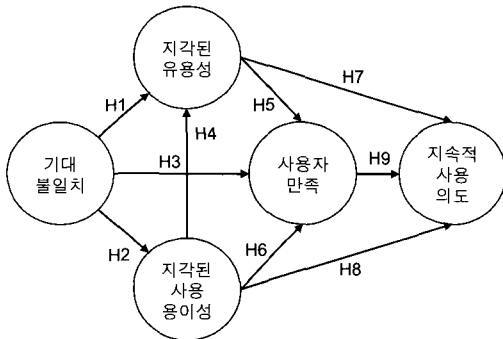 지각된
유용성
H7
H1
H5
H4
기대
불일치
H3
사용자
만족
H9
지속적
사용
의도
H2
H6
지각된
사용
용이성
H8